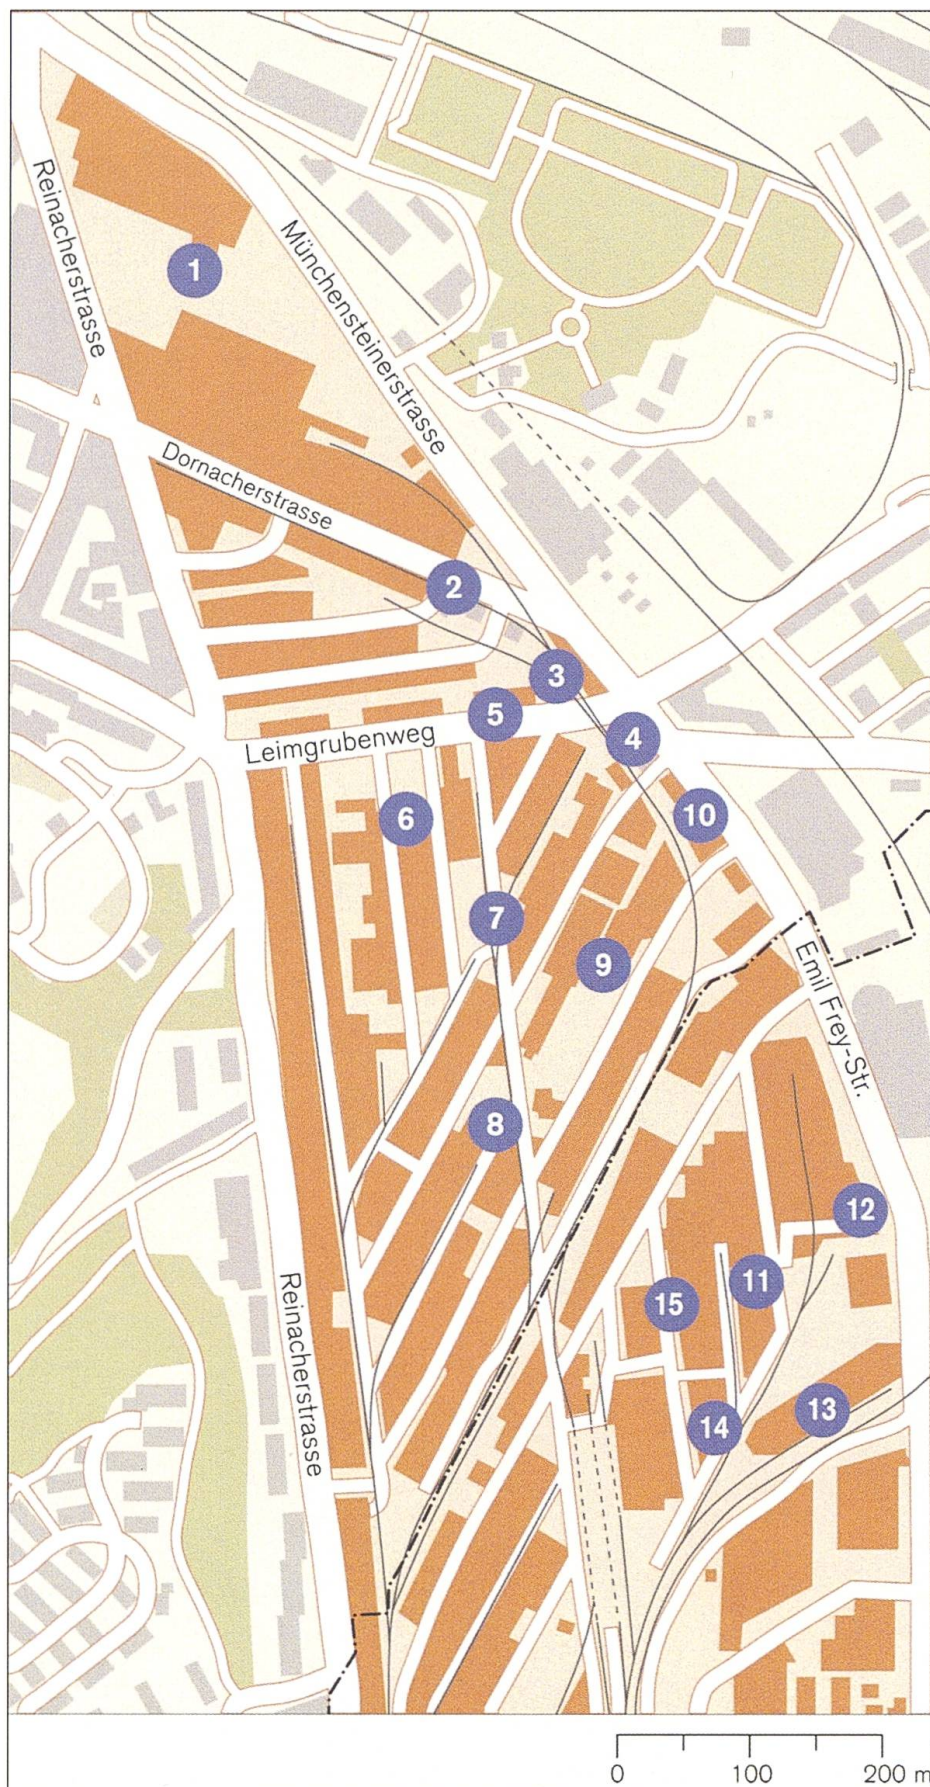 Reinacherstrasse
Münchensteinerstrasse
1
Dornacherstrasse
2
3
5
4
Leimgrubenweg
6
10
7
9
Emil Frey-Str.
8
12
11
15
Reinacherstrasse
13
14
0 100 200 m